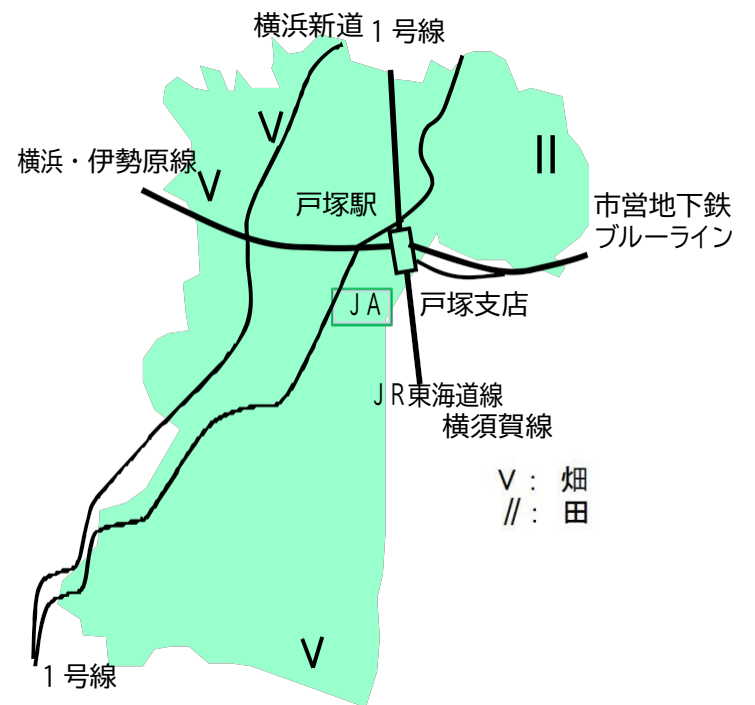 横浜新道
1号線
横浜・伊勢原線
V
V
||
戸塚駅
市営地下鉄
ブルーライン
JA
戸塚支店
JR東海道線
横須賀線
V： 畑
//： 田
V
1号線